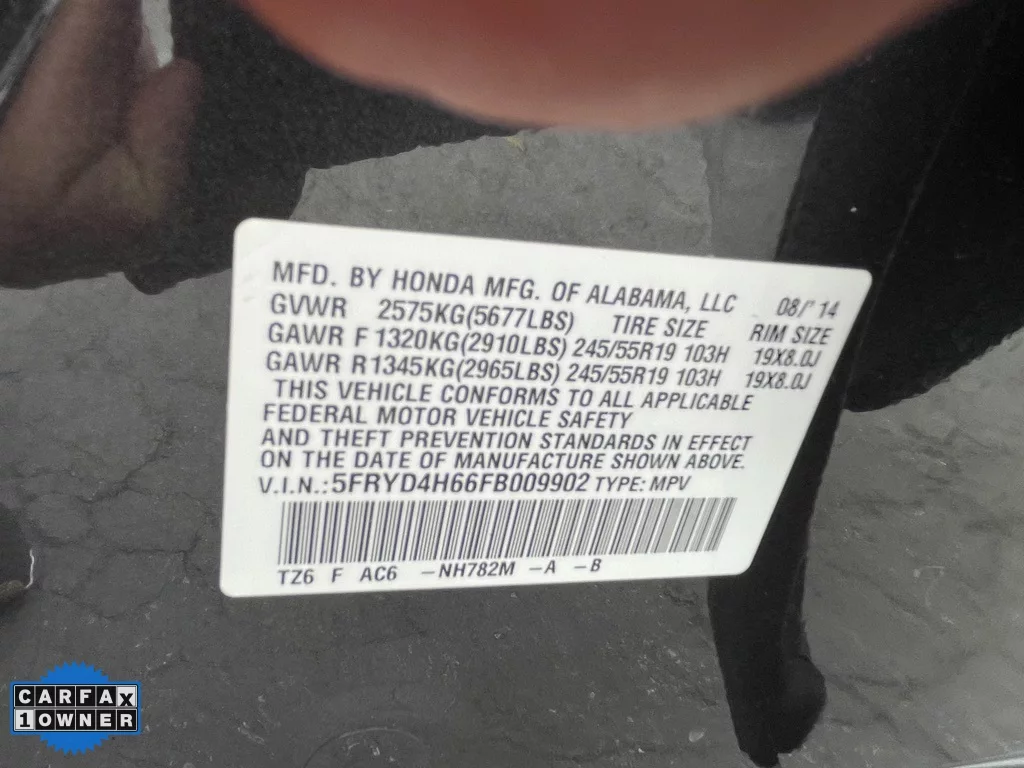 MFD. BY HONDA MFG. OF ALABAMA, LLC 08/'14
GVWR 2575KG(5677LBS) TIRE SIZE RIM SIZE
GAWR F 1320KG(2910LBS) 245/55R19 103H 19X8.0J
GAWR R 1345KG(2965LBS) 245/55R19 103H 19X8.0J
THIS VEHICLE CONFORMS TO ALL APPLICABLE
FEDERAL MOTOR VEHICLE SAFETY
AND THEFT PREVENTION STANDARDS IN EFFECT
ON THE DATE OF MANUFACTURE SHOWN ABOVE.
V.I.N.: 5FRYD4H66FB009902 TYPE: MPV
TZ6 F AC6 -NH782M -A -B
CARFAX
1 OWNER